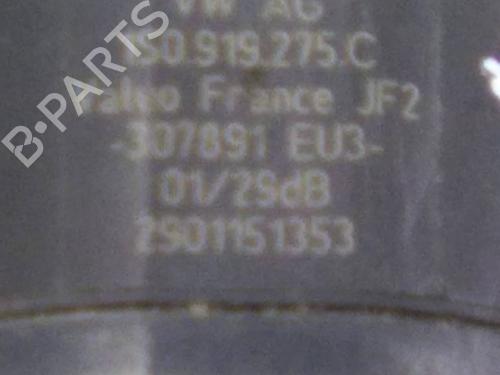 VW AG
1S0.919.275.C
Valeo France JF2
-307891 EU3-
01/29dB
2901151353
B-PARTS